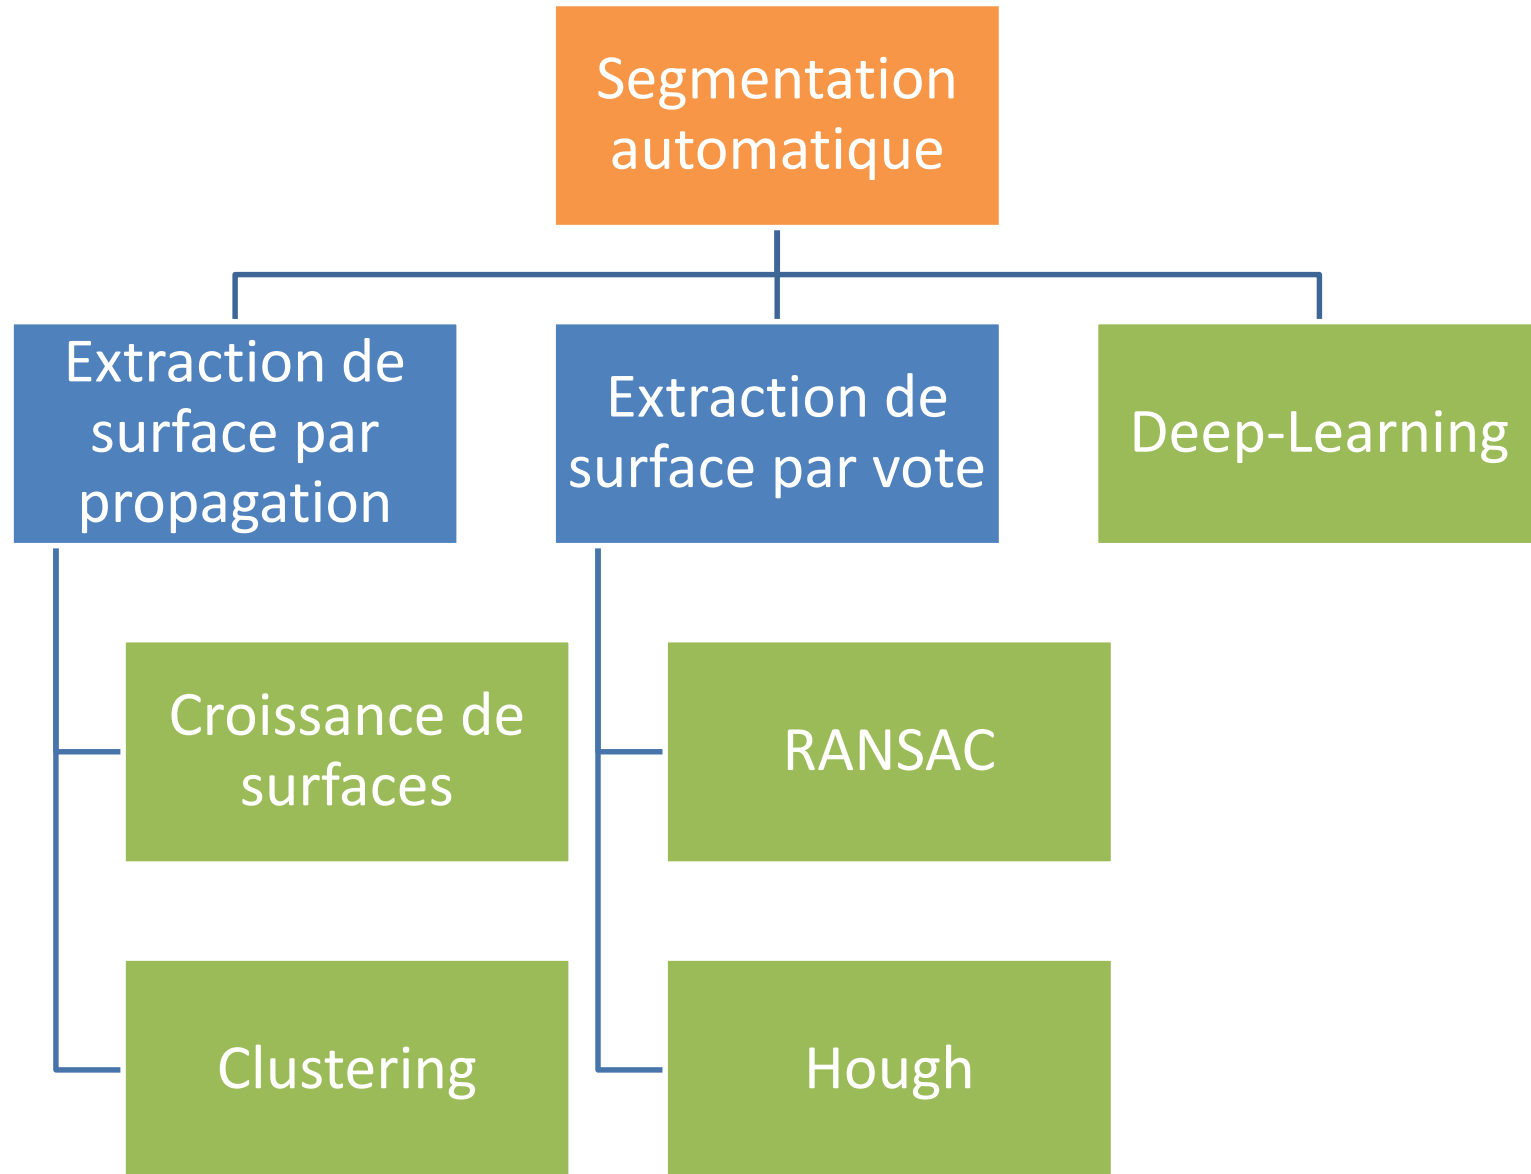 Segmentation
automatique
Extraction de
surface par
propagation
Extraction de
surface par vote
Deep-Learning
Croissance de
surfaces
RANSAC
Clustering
Hough